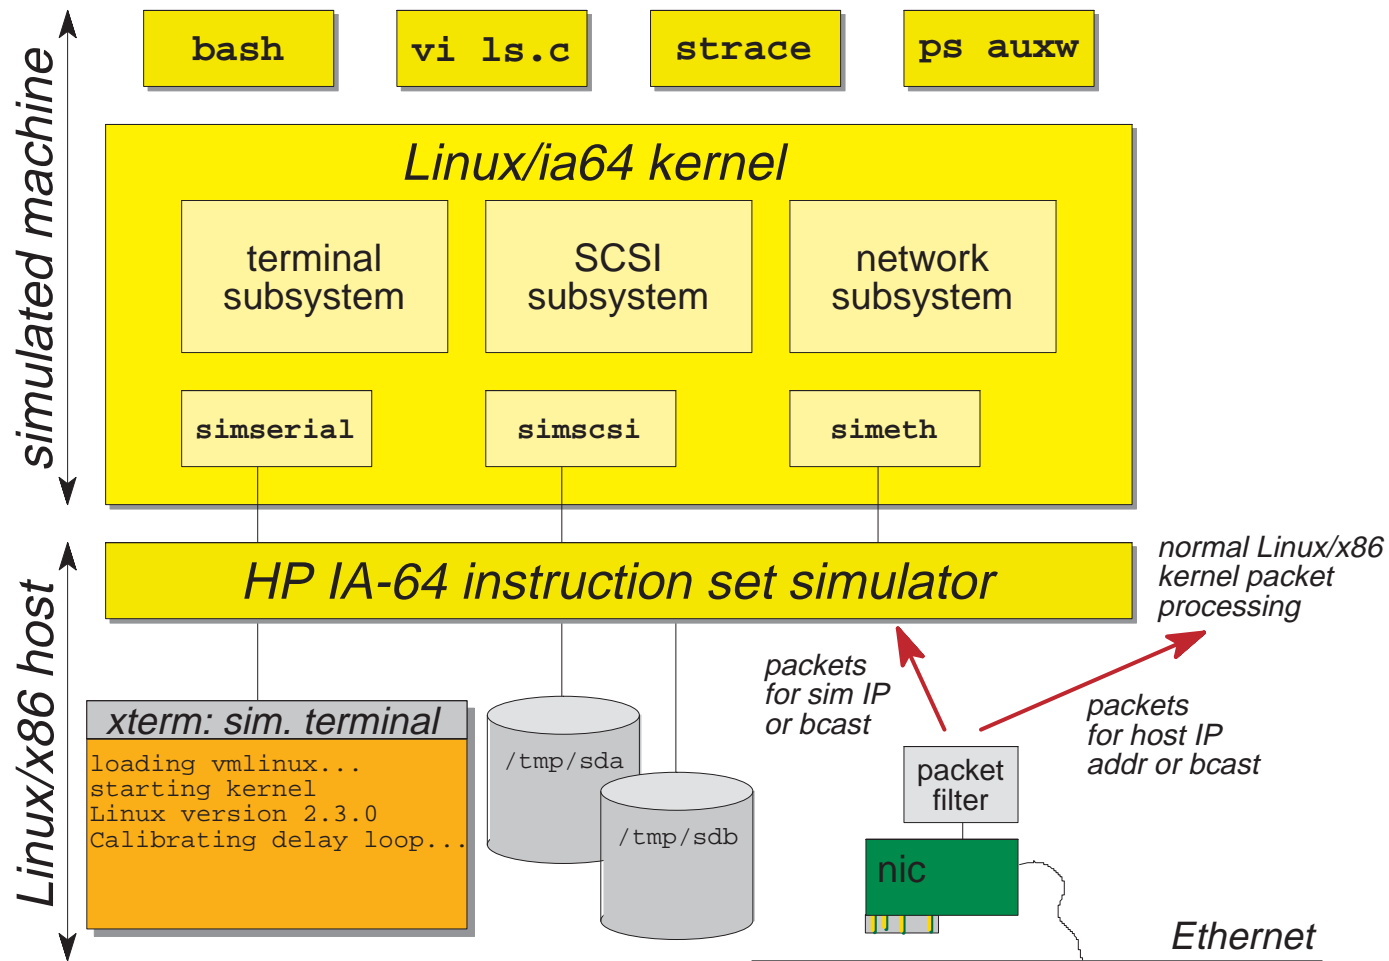 simulated machine
bash
vi ls.c
strace
ps auxw
Linux/ia64 kernel
terminal
subsystem
SCSI
subsystem
network
subsystem
simserial
simscsi
simeth
Linux/x86 host
HP IA-64 instruction set simulator
normal Linux/x86
kernel packet
processing
packets
for sim IP
or bcast
packets
for host IP
addr or bcast
xterm: sim. terminal
loading vmlinux...
starting kernel
Linux version 2.3.0
Calibrating delay loop...
/tmp/sda
/tmp/sdb
packet
filter
nic
Ethernet